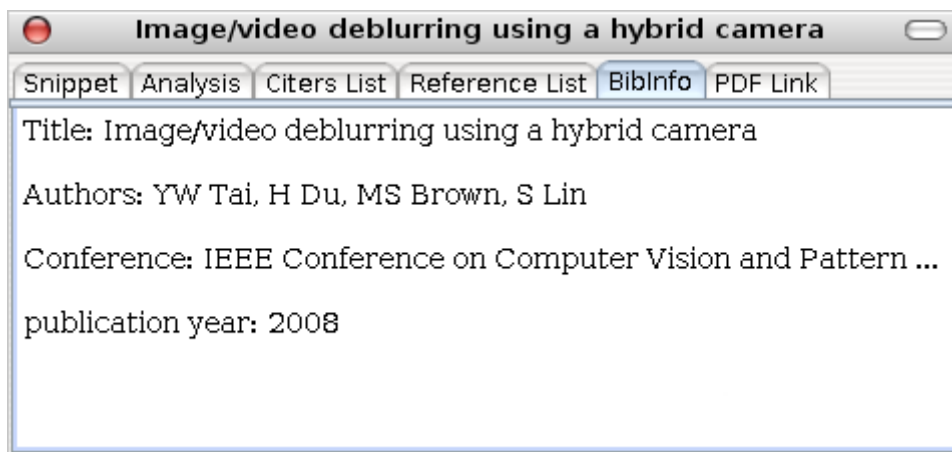 Image/video deblurring using a hybrid camera
Snippet Analysis Citers List Reference List BibInfo PDF Link
Title: Image/video deblurring using a hybrid camera
Authors: YW Tai, H Du, MS Brown, S Lin
Conference: IEEE Conference on Computer Vision and Pattern ...
publication year: 2008